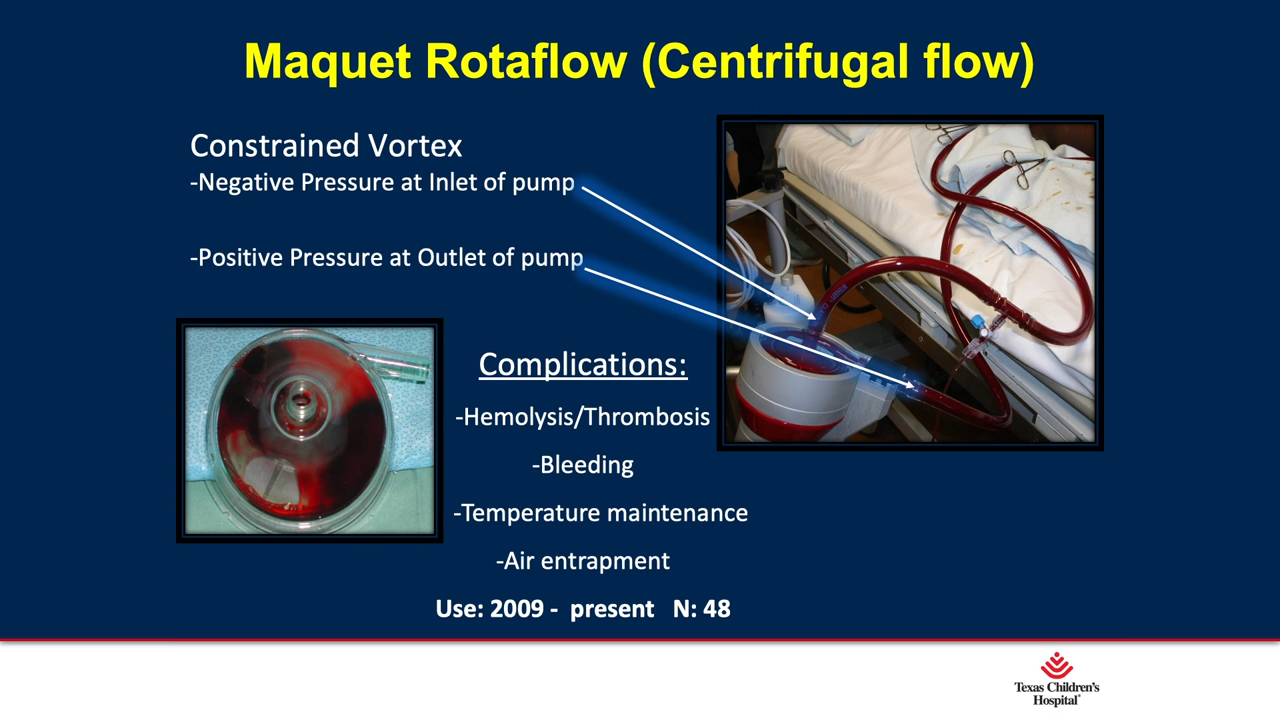 Maquet Rotaflow (Centrifugal flow)
Constrained Vortex
-Negative Pressure at Inlet of pump
-Positive Pressure at Outlet of pump
Complications:
-Hemolysis/Thrombosis
-Bleeding
-Temperature maintenance
-Air entrapment
Use: 2009 -  present   N: 48
Texas Children's
Hospital®